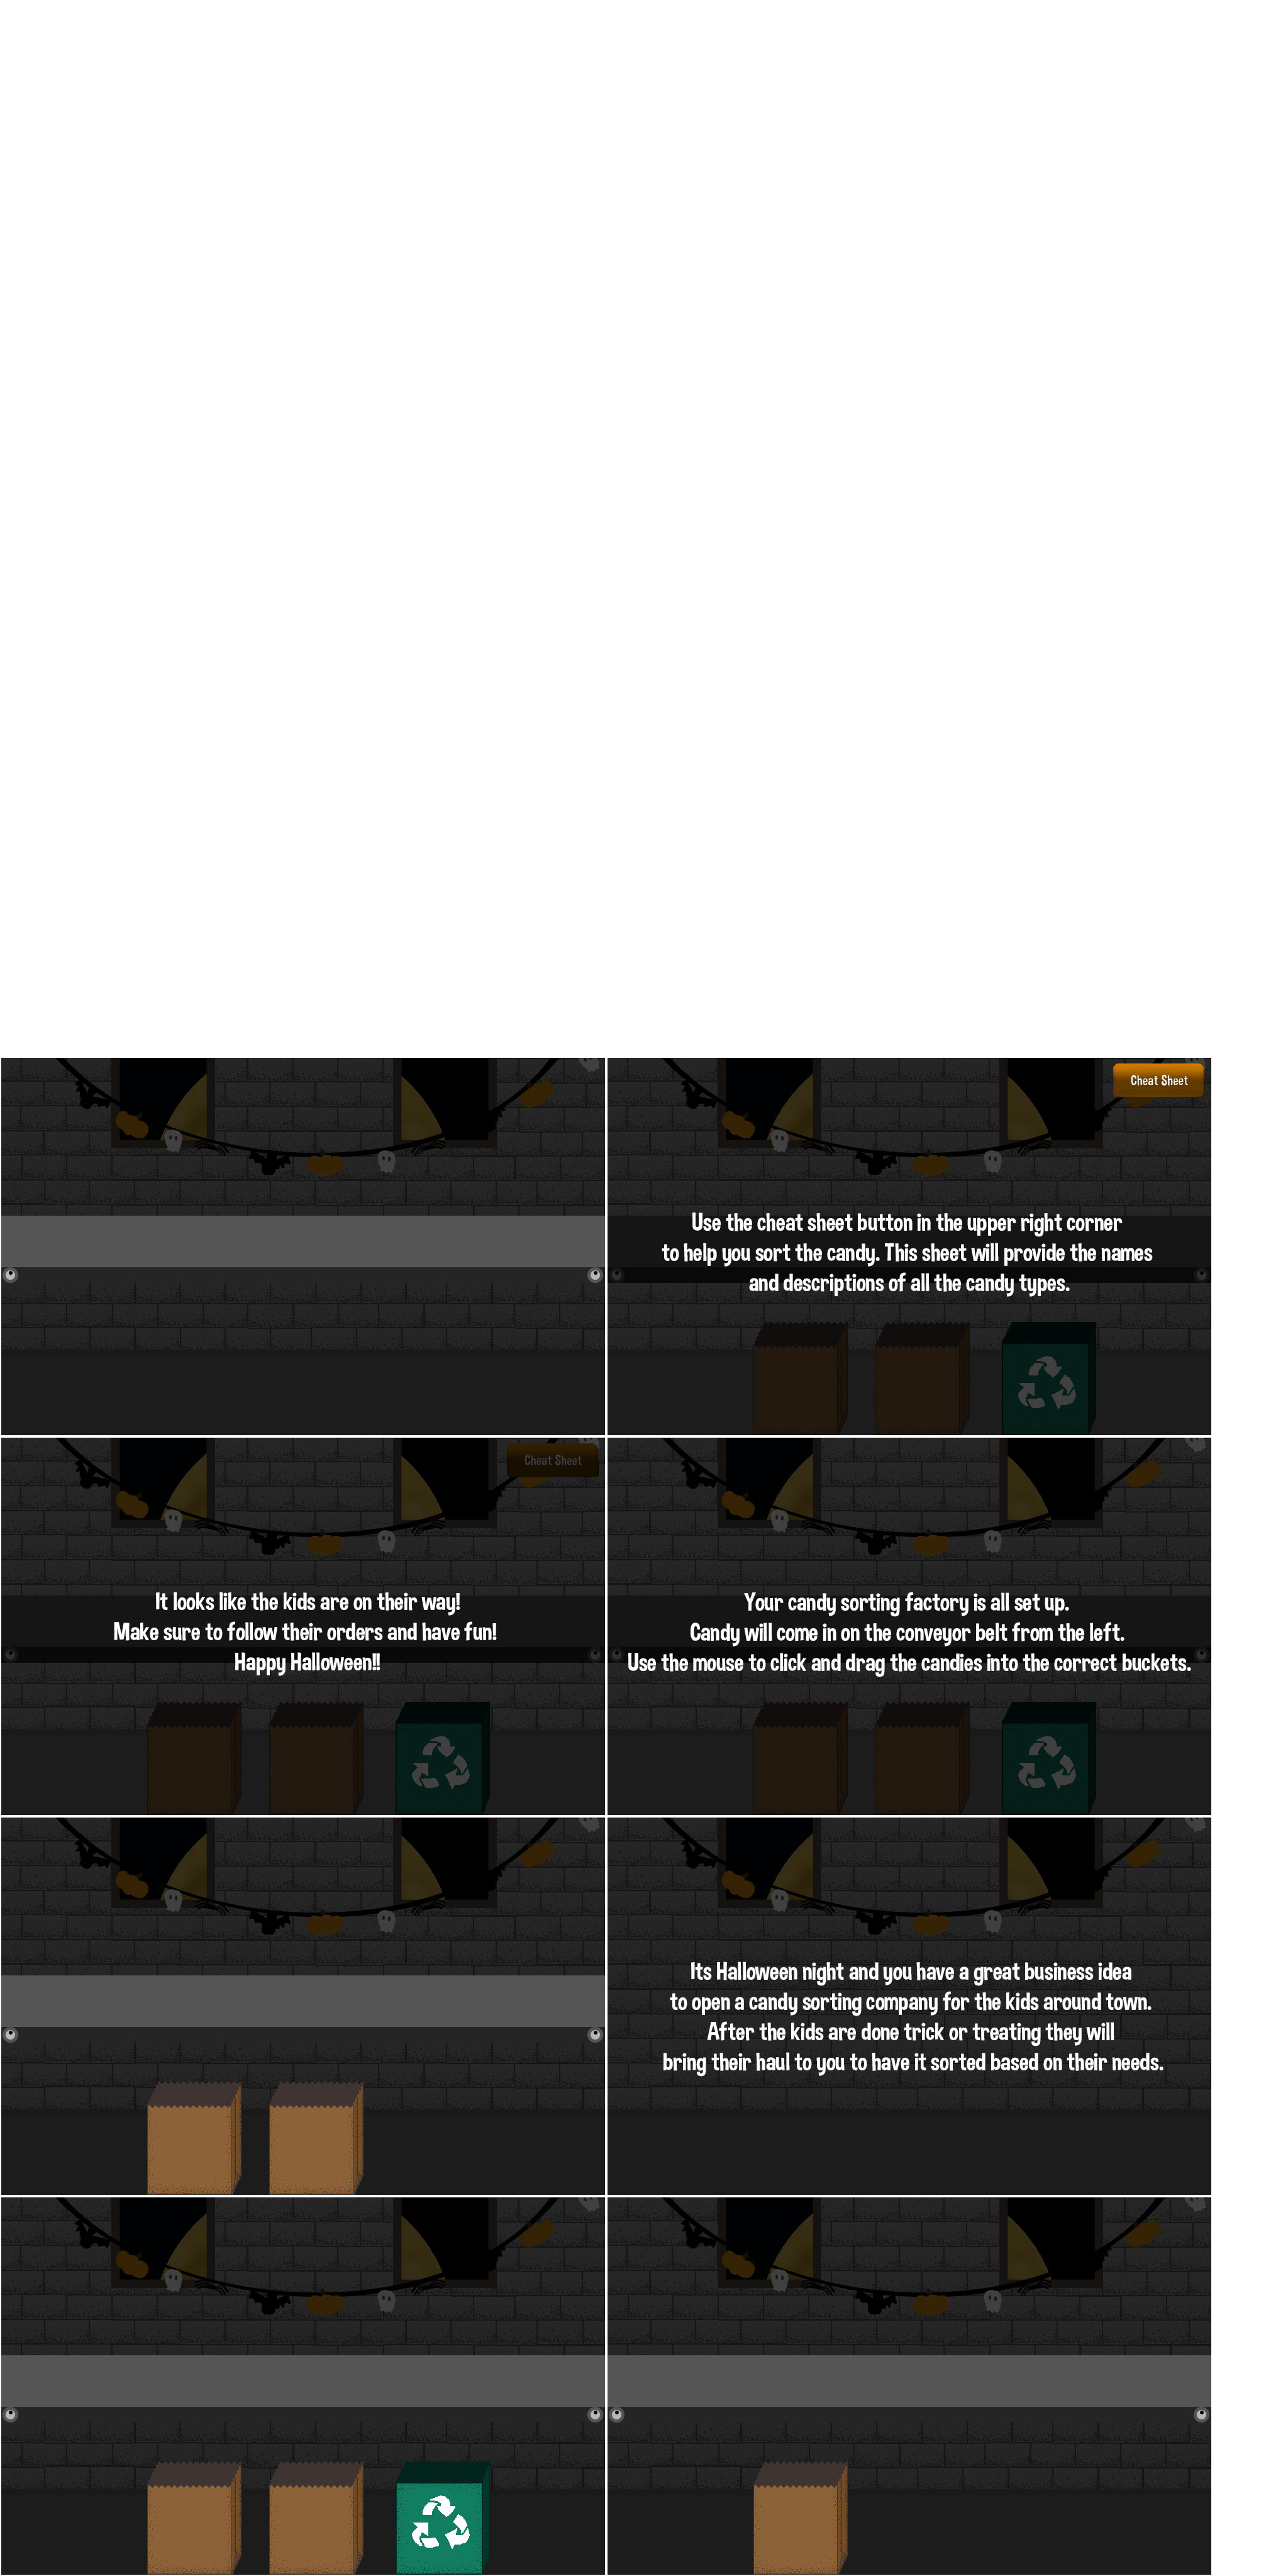 Cheat Sheet
Use the cheat sheet button in the upper right corner
to help you sort the candy. This sheet will provide the names
and descriptions of all the candy types.
Cheat Sheet
It looks like the kids are on their way!
Make sure to follow their orders and have fun!
Happy Halloween!!
Your candy sorting factory is all set up.
Candy will come in on the conveyor belt from the left.
Use the mouse to click and drag the candies into the correct buckets.
Its Halloween night and you have a great business idea
to open a candy sorting company for the kids around town.
After the kids are done trick or treating they will
bring their haul to you to have it sorted based on their needs.